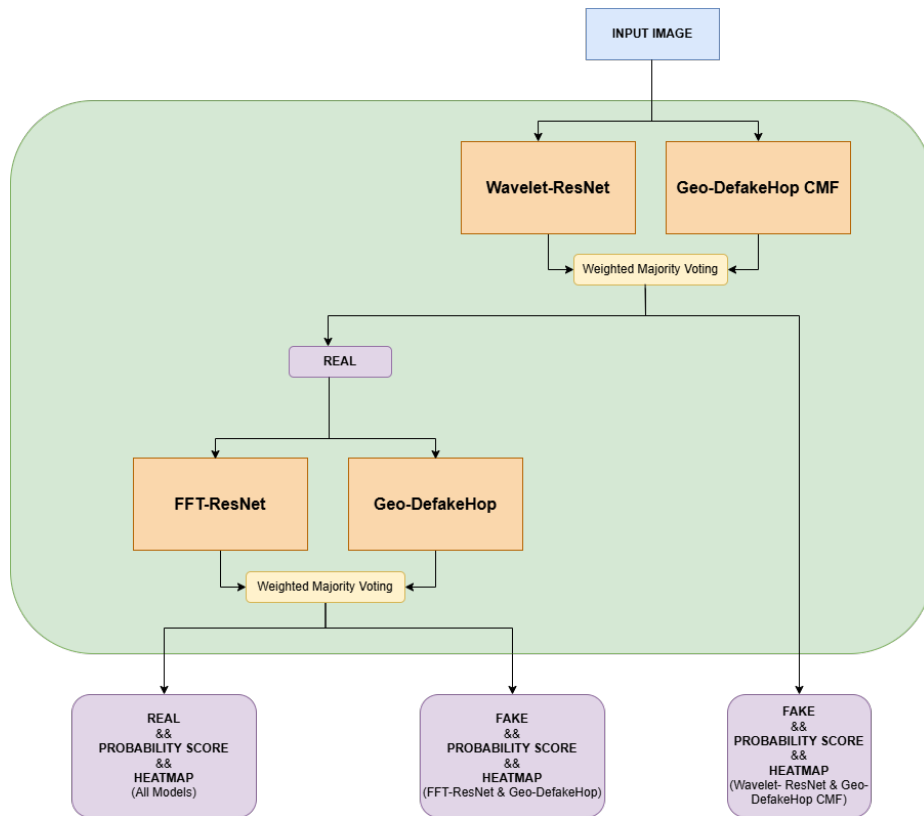 INPUT IMAGE
Wavelet-ResNet
Geo-DefakeHop CMF
Weighted Majority Voting
REAL
FFT-ResNet
Geo-DefakeHop
Weighted Majority Voting
REAL
&&
PROBABILITY SCORE
&&
HEATMAP
(All Models)
FAKE
&&
PROBABILITY SCORE
&&
HEATMAP
(FFT-ResNet & Geo-DefakeHop)
FAKE
&&
PROBABILITY SCORE
&&
HEATMAP
(Wavelet- ResNet & Geo-
DefakeHop CMF)